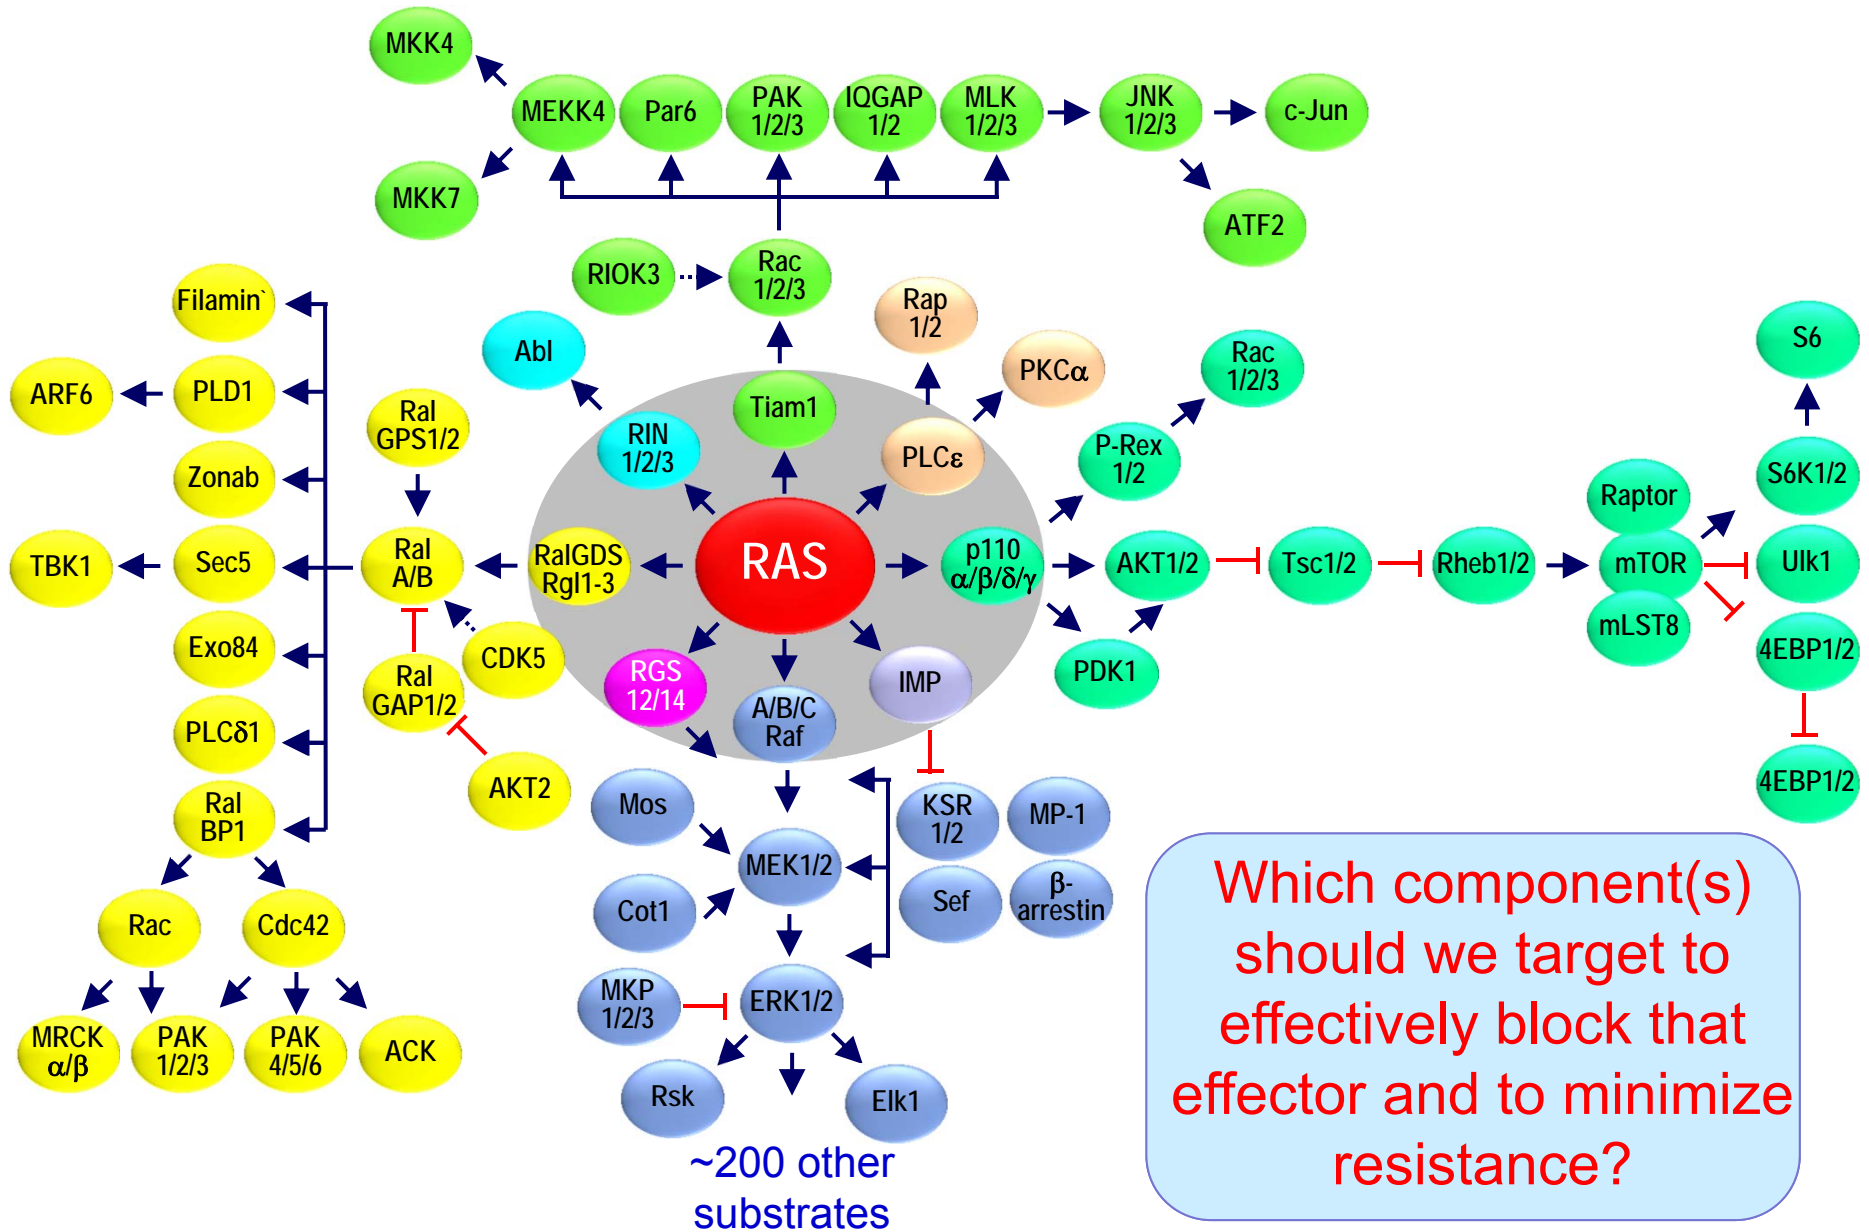 MKK4
MEKK4
Par6
PAK
1/2/3
IQGAP
1/2
MLK
1/2/3
JNK
1/2/3
c-Jun
MKK7
ATF2
RIOK3
Rac
1/2/3
Filamin`
Rap
1/2
Abl
PKCα
Rac
1/2/3
S6
ARF6
PLD1
Ral
GPS1/2
Tiam1
RIN
1/2/3
PLCε
P-Rex
1/2
Zonab
S6K1/2
Raptor
TBK1
Sec5
Ral
A/B
RalGDS
Rgl1-3
RAS
p110
α/β/δ/γ
AKT1/2
Tsc1/2
Rheb1/2
mTOR
Ulk1
mLST8
Exo84
Ral
GAP1/2
CDK5
RGS
12/14
A/B/C
Raf
IMP
PDK1
4EBP1/2
PLCδ1
AKT2
4EBP1/2
Ral
BP1
Mos
KSR
1/2
MP-1
MEK1/2
Cot1
Sef
β-
arrestin
Rac
Cdc42
MKP
1/2/3
ERK1/2
MRCK
α/β
PAK
1/2/3
PAK
4/5/6
ACK
Rsk
Elk1
~200 other
substrates
Which component(s)
should we target to
effectively block that
effector and to minimize
resistance?